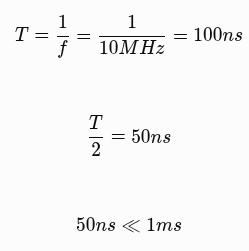 T = 1/f = 1/10MHz = 100ns
T/2 = 50ns
50ns ≪ 1ms